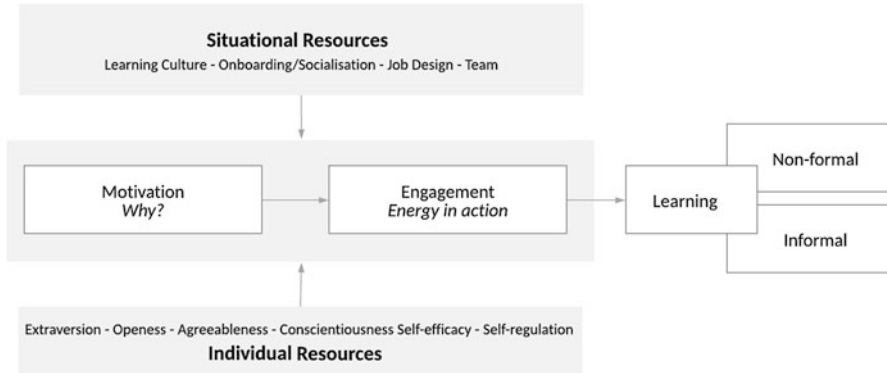 Situational Resources
Learning Culture - Onboarding/Socialisation - Job Design - Team
Motivation
Why?
Engagement
Energy in action
Learning
Non-formal
Informal
Extraversion - Openess - Agreeableness - Conscientiousness Self-efficacy - Self-regulation
Individual Resources